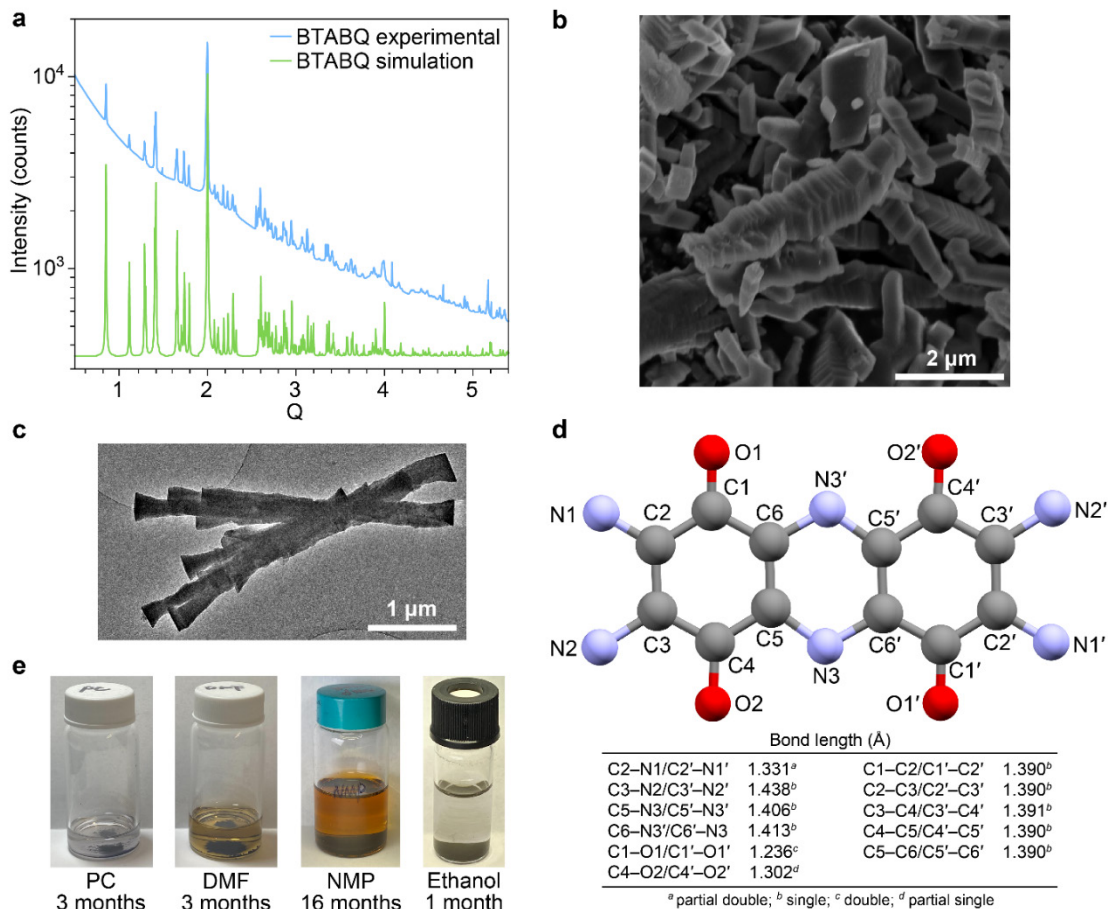 a
BTABQ experimental
BTABQ simulation
10⁴
10³
Intensity (counts)
1 2 3 4 5
Q
b
2 μm
c
1 μm
d
O1 O2′
N3′
C1 C4′
N1 C2 C6 C5′ C3′ N2′
N2 C3 C5 C6′ C2′ N1′
C4 N3 C1′
O2 O1′
Bond length (Å)
C2–N1/C2′–N1′ 1.331ᵃ C1–C2/C1′–C2′ 1.390ᵇ
C3–N2/C3′–N2′ 1.438ᵇ C2–C3/C2′–C3′ 1.390ᵇ
C5–N3/C5′–N3′ 1.406ᵇ C3–C4/C3′–C4′ 1.391ᵇ
C6–N3′/C6′–N3 1.413ᵇ C4–C5/C4′–C5′ 1.390ᵇ
C1–O1/C1′–O1′ 1.236ᶜ C5–C6/C5′–C6′ 1.390ᵇ
C4–O2/C4′–O2′ 1.302ᵈ
ᵃ partial double; ᵇ single; ᶜ double; ᵈ partial single
e
PC
NMP
PC DMF NMP Ethanol
3 months 3 months 16 months 1 month